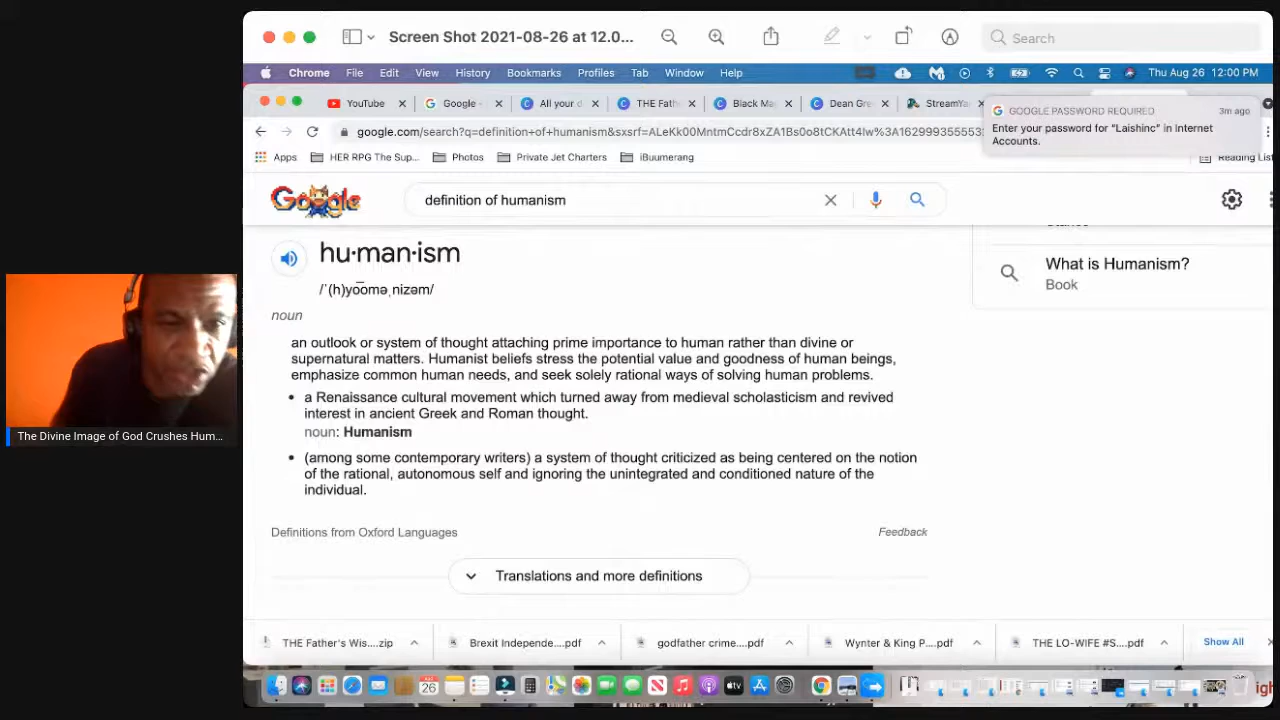 Screen Shot 2021-08-26 at 12.0...
Search
Chrome File Edit View History Bookmarks Profiles Tab Window Help Thu Aug 26 12:00 PM
YouTube Google - All your d THE Fath Black Ma Dean Gre StreamYa
GOOGLE PASSWORD REQUIRED 3m ago
Enter your password for "Laishinc" in Internet
Accounts.
Apps HER RPG The Sup... Photos Private Jet Charters iBuumerang Reading List
Google
definition of humanism
hu·man·ism
/ˈ(h)yo͞oməˌnizəm/
noun
an outlook or system of thought attaching prime importance to human rather than divine or
supernatural matters. Humanist beliefs stress the potential value and goodness of human beings,
emphasize common human needs, and seek solely rational ways of solving human problems.
• a Renaissance cultural movement which turned away from medieval scholasticism and revived
interest in ancient Greek and Roman thought.
noun: Humanism
• (among some contemporary writers) a system of thought criticized as being centered on the notion
of the rational, autonomous self and ignoring the unintegrated and conditioned nature of the
individual.
Definitions from Oxford Languages
Feedback
Translations and more definitions
What is Humanism?
Book
The Divine Image of God Crushes Hum...
THE Father's Wis....zip Brexit Independe....pdf godfather crime....pdf Wynter & King P....pdf THE LO-WIFE #S....pdf Show All
26
tv